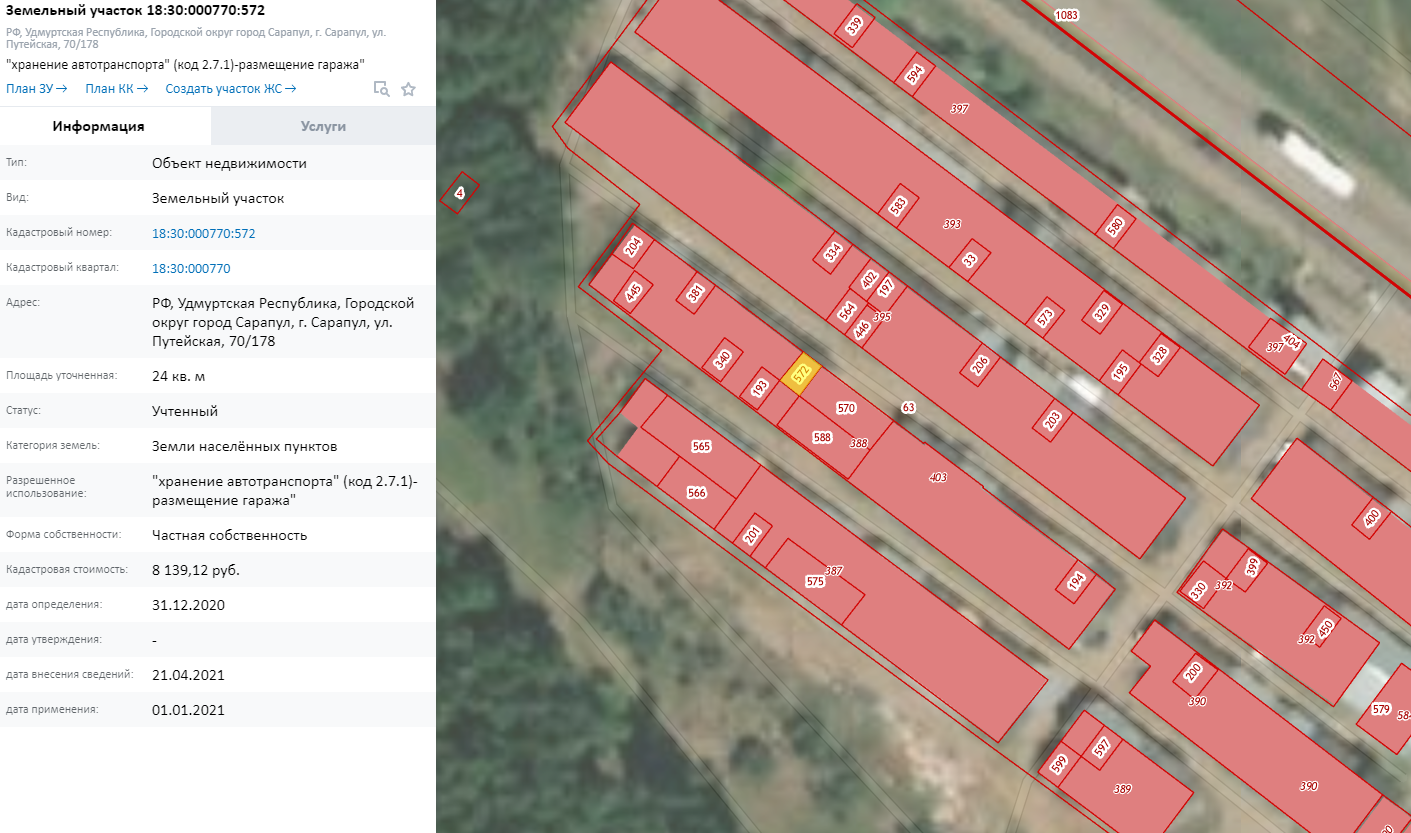 Земельный участок 18:30:000770:572
РФ, Удмуртская Республика, Городской округ город Сарапул, г. Сарапул, ул.
Путейская, 70/178
"хранение автотранспорта" (код 2.7.1)-размещение гаража"
План ЗУ → План КК → Создать участок ЖС →
Информация Услуги
Тип: Объект недвижимости
Вид: Земельный участок
Кадастровый номер: 18:30:000770:572
Кадастровый квартал: 18:30:000770
Адрес: РФ, Удмуртская Республика, Городской
округ город Сарапул, г. Сарапул, ул.
Путейская, 70/178
Площадь уточненная: 24 кв. м
Статус: Учтенный
Категория земель: Земли населённых пунктов
Разрешенное
использование:
"хранение автотранспорта" (код 2.7.1)-
размещение гаража"
Форма собственности: Частная собственность
Кадастровая стоимость: 8 139,12 руб.
дата определения: 31.12.2020
дата утверждения: -
дата внесения сведений: 21.04.2021
дата применения: 01.01.2021
1083
339
594
397
4
583
393
580
33
204
334
402
197
445
381
564
395
446
573
329
404
397
195
328
340
206
567
193
572
570
63
203
588
388
565
403
566
400
201
387
575
194
399
330
392
450
392
200
390
579
584
597
599
389
390